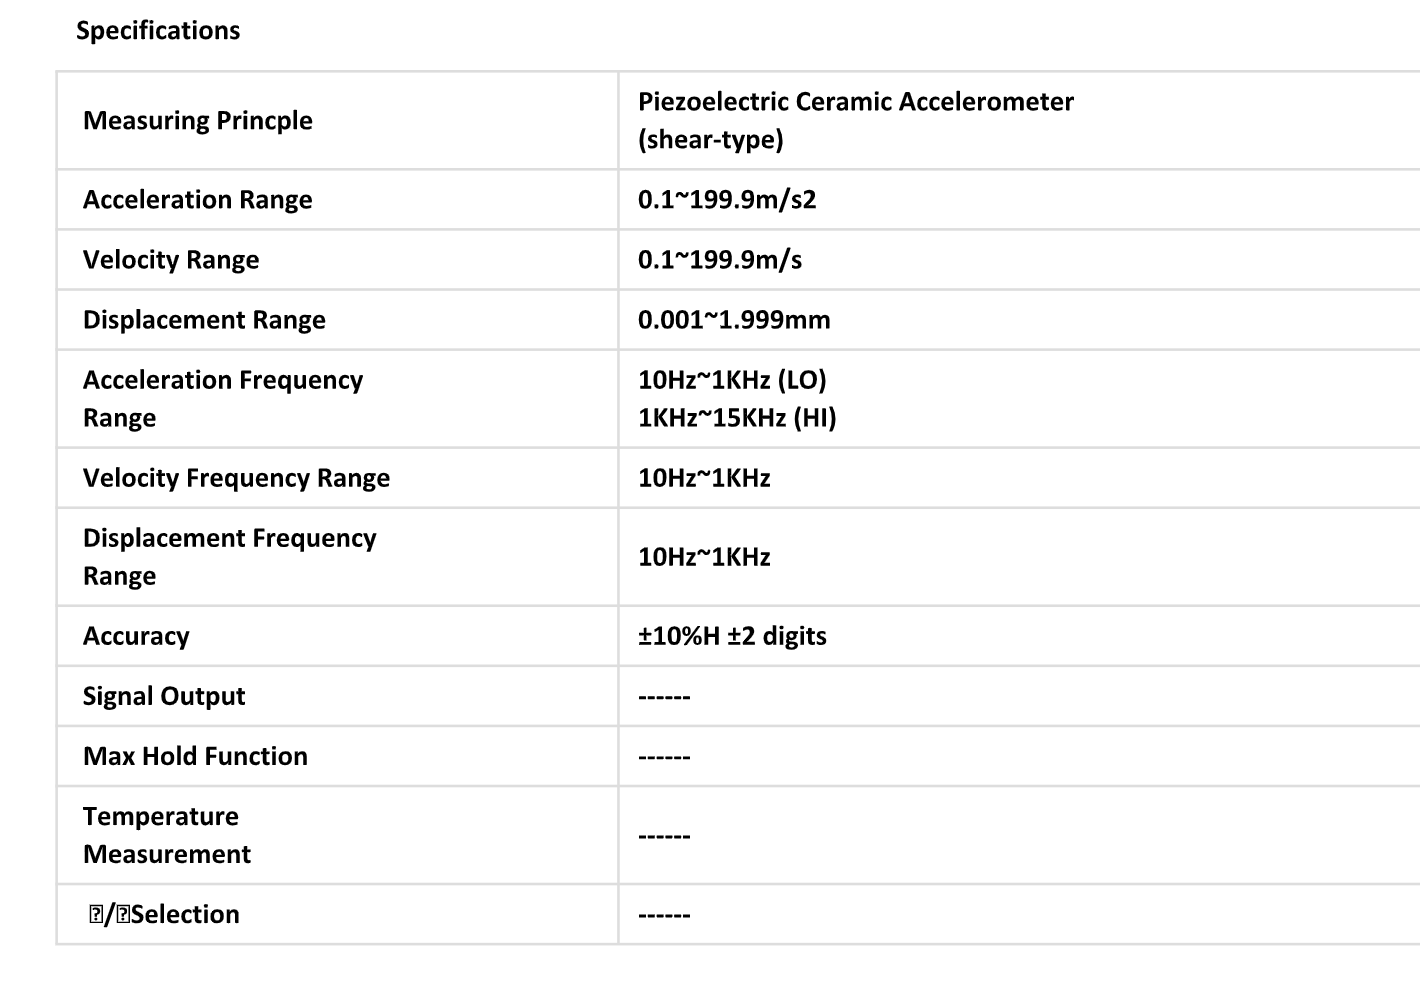 Specifications
Measuring Princple
Piezoelectric Ceramic Accelerometer
(shear-type)
Acceleration Range
0.1~199.9m/s2
Velocity Range
0.1~199.9m/s
Displacement Range
0.001~1.999mm
Acceleration Frequency
Range
10Hz~1KHz (LO)
1KHz~15KHz (HI)
Velocity Frequency Range
10Hz~1KHz
Displacement Frequency
Range
10Hz~1KHz
Accuracy
±10%H ±2 digits
Signal Output
------
Max Hold Function
------
Temperature
Measurement
------
⍰/⍰Selection
------